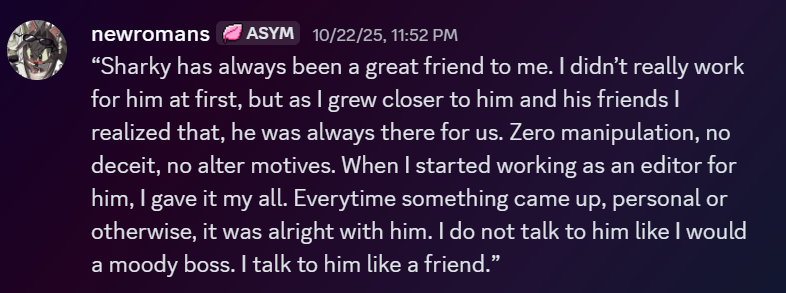 newromans ASYM 10/22/25, 11:52 PM
“Sharky has always been a great friend to me. I didn’t really work
for him at first, but as I grew closer to him and his friends I
realized that, he was always there for us. Zero manipulation, no
deceit, no alter motives. When I started working as an editor for
him, I gave it my all. Everytime something came up, personal or
otherwise, it was alright with him. I do not talk to him like I would
a moody boss. I talk to him like a friend.”